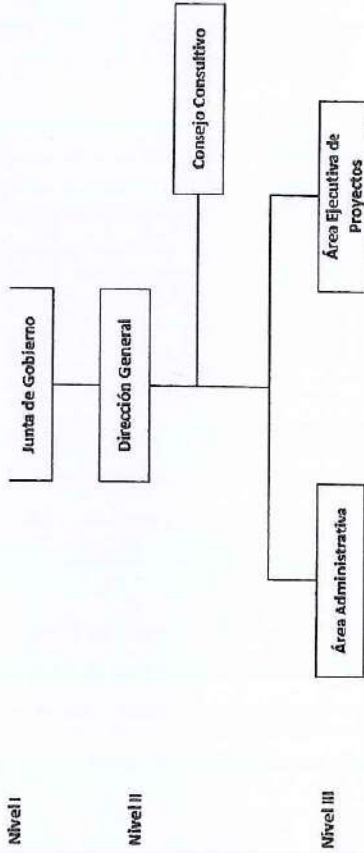 Nivel I
Junta de Gobierno
Nivel II
Dirección General
Consejo Consultivo
Nivel III
Área Administrativa
Área Ejecutiva de
Proyectos